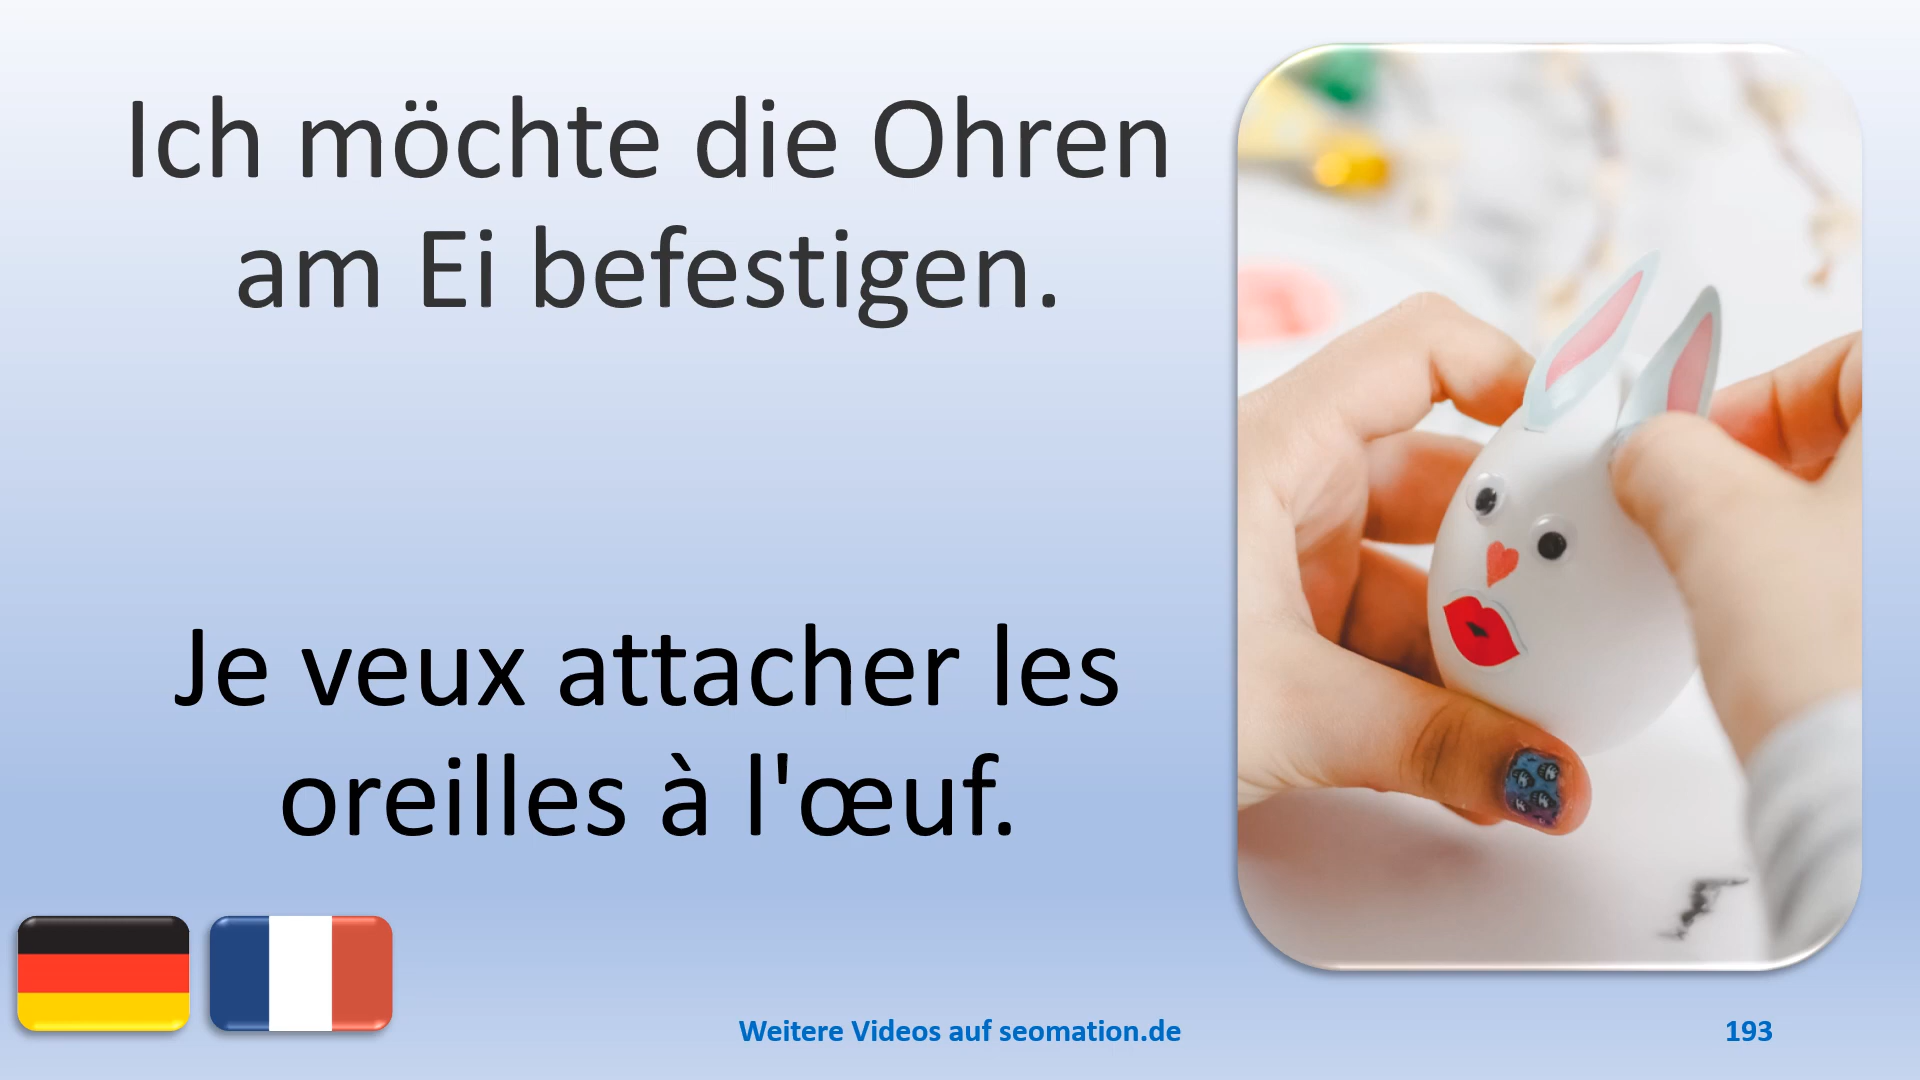 Ich möchte die Ohren
am Ei befestigen.
Je veux attacher les
oreilles à l'œuf.
Weitere Videos auf seomation.de
193